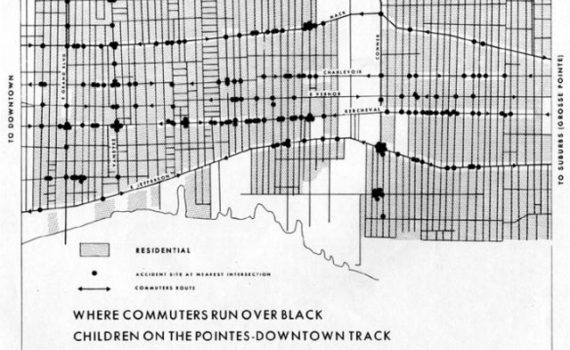 MACK
CONNER
CHARLEVOIX
E VERNOR
KERCHEVAL
E GRAND BLVD
VANDYKE
E JEFFERSON
TO DOWNTOWN
TO SUBURBS (GROSSE POINTE)
RESIDENTIAL
ACCIDENT SITE AT NEAREST INTERSECTION
COMMUTERS ROUTE
WHERE COMMUTERS RUN OVER BLACK
CHILDREN ON THE POINTES-DOWNTOWN TRACK